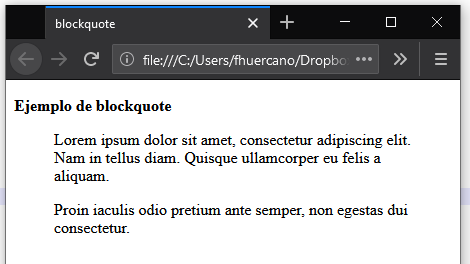 blockquote
file:///C:/Users/fhuercano/Dropbo
Ejemplo de blockquote
Lorem ipsum dolor sit amet, consectetur adipiscing elit.
Nam in tellus diam. Quisque ullamcorper eu felis a
aliquam.
Proin iaculis odio pretium ante semper, non egestas dui
consectetur.